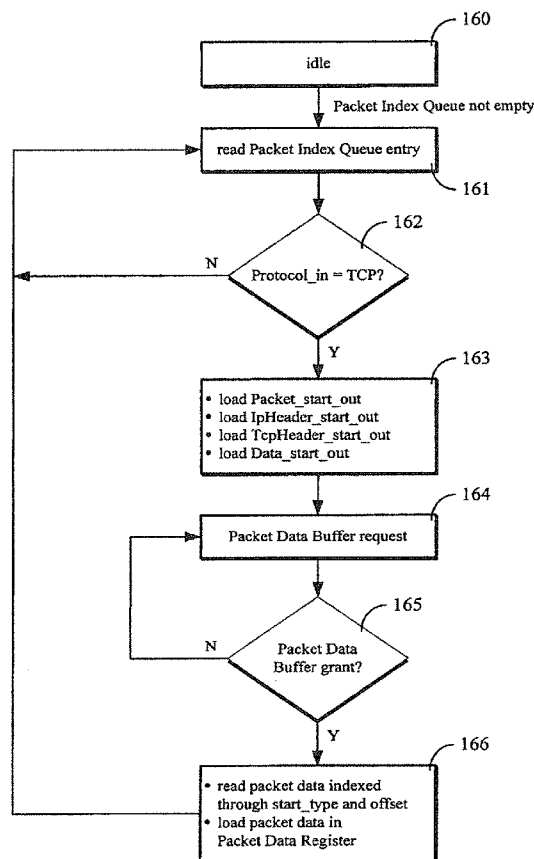 160
idle
Packet Index Queue not empty
read Packet Index Queue entry
161
162
N
Protocol_in = TCP?
Y
163
• load Packet_start_out
• load IpHeader_start_out
• load TcpHeader_start_out
• load Data_start_out
164
Packet Data Buffer request
165
N
Packet Data
Buffer grant?
Y
166
• read packet data indexed
through start_type and offset
• load packet data in
Packet Data Register